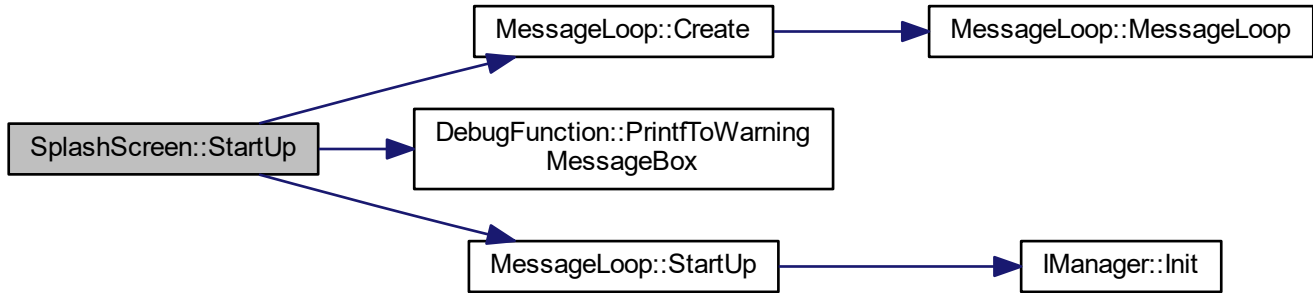 MessageLoop::Create
MessageLoop::MessageLoop
SplashScreen::StartUp
DebugFunction::PrintfToWarning
MessageBox
MessageLoop::StartUp
IManager::Init